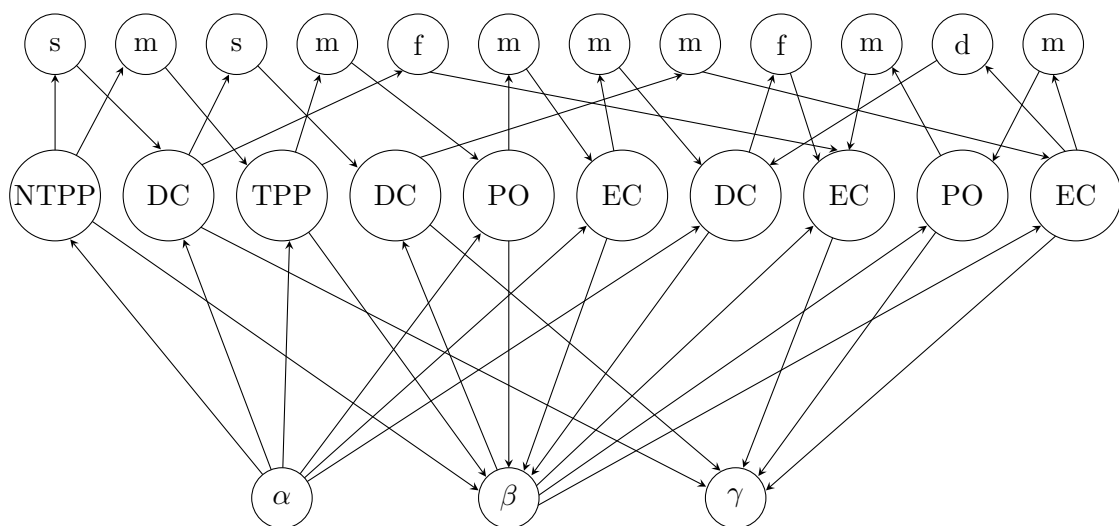 s m s m f m m m f m d m
NTPP DC TPP DC PO EC DC EC PO EC
α β γ